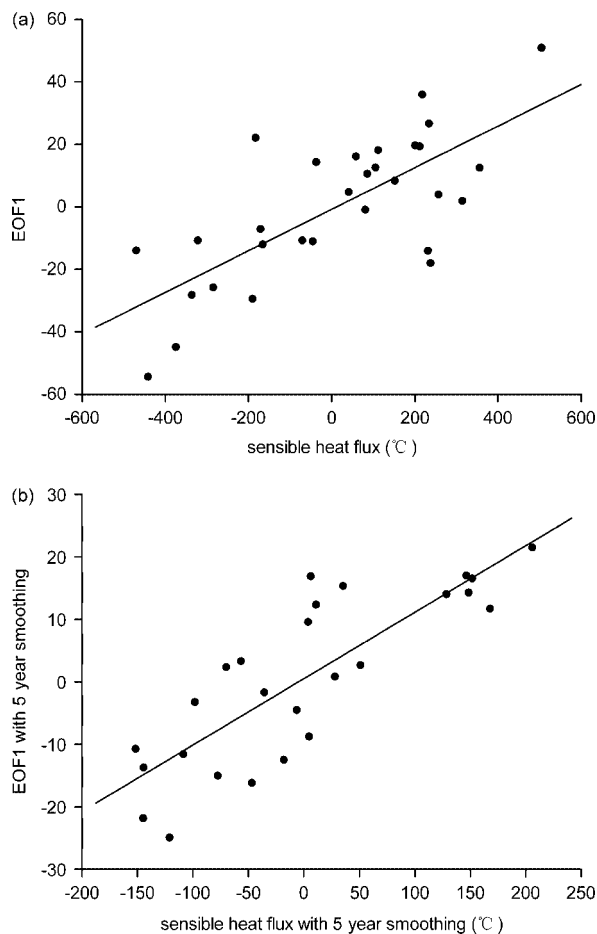 (a)
60
40
20
0
-20
-40
-60
EOF1
-600 -400 -200 0 200 400 600
sensible heat flux (℃)
(b)
30
20
10
0
-10
-20
-30
EOF1 with 5 year smoothing
-200 -150 -100 -50 0 50 100 150 200 250
sensible heat flux with 5 year smoothing (℃)